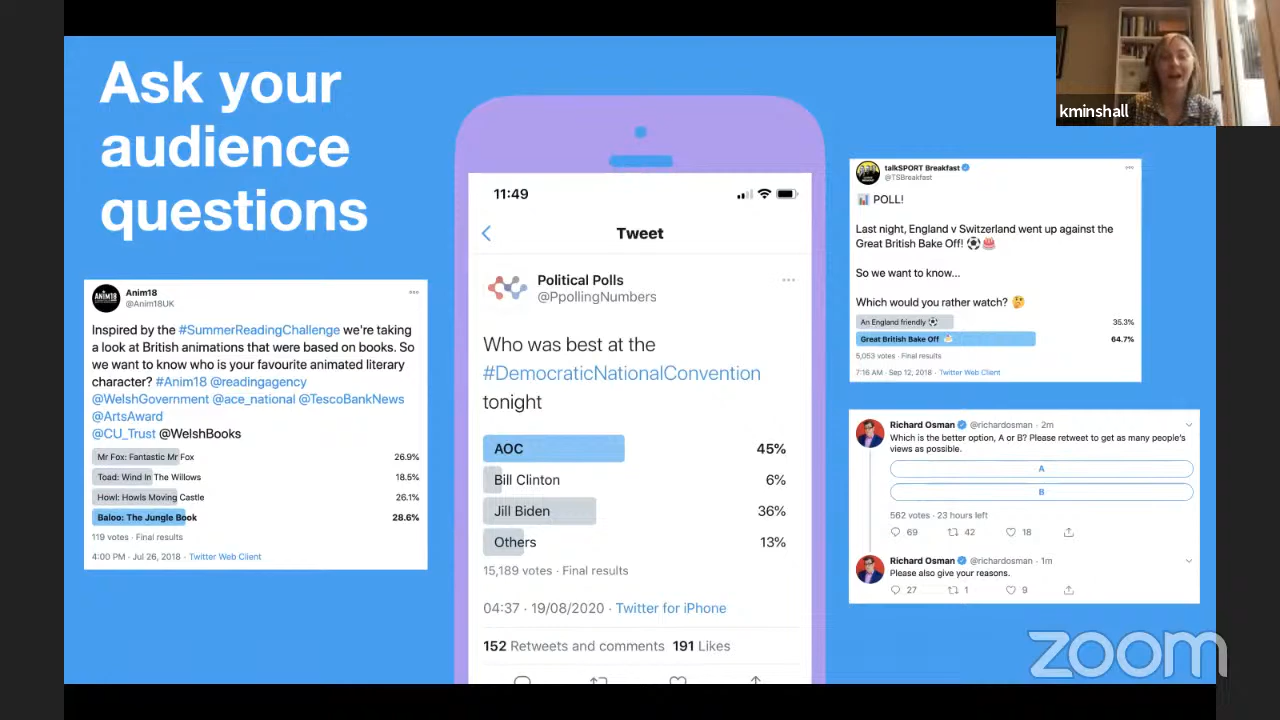 Ask your
audience
questions
kminshall
Anim18
@Anim18UK
Inspired by the #SummerReadingChallenge we're taking
a look at British animations that were based on books. So
we want to know who is your favourite animated literary
character? #Anim18 @readingagency
@WelshGovernment @ace_national @TescoBankNews
@ArtsAward
@CU_Trust @WelshBooks
Mr Fox: Fantastic Mr Fox 26.9%
Toad: Wind In The Willows 18.5%
Howl: Howls Moving Castle 26.1%
Baloo: The Jungle Book 28.6%
119 votes · Final results
4:00 PM · Jul 26, 2018 · Twitter Web Client
11:49
Tweet
Political Polls
@PpollingNumbers
Who was best at the
#DemocraticNationalConvention
tonight
AOC 45%
Bill Clinton 6%
Jill Biden 36%
Others 13%
15,189 votes · Final results
04:37 · 19/08/2020 · Twitter for iPhone
152 Retweets and comments 191 Likes
talkSPORT Breakfast
@TSBreakfast
POLL!
Last night, England v Switzerland went up against the
Great British Bake Off!
So we want to know...
Which would you rather watch?
An England friendly 35.3%
Great British Bake Off 64.7%
5,053 votes · Final results
7:16 AM · Sep 12, 2018 · Twitter Web Client
Richard Osman @richardosman · 2m
Which is the better option, A or B? Please retweet to get as many people's
views as possible.
A
B
562 votes · 23 hours left
69 42 18
Richard Osman @richardosman · 1m
Please also give your reasons.
27 1 9
zoom